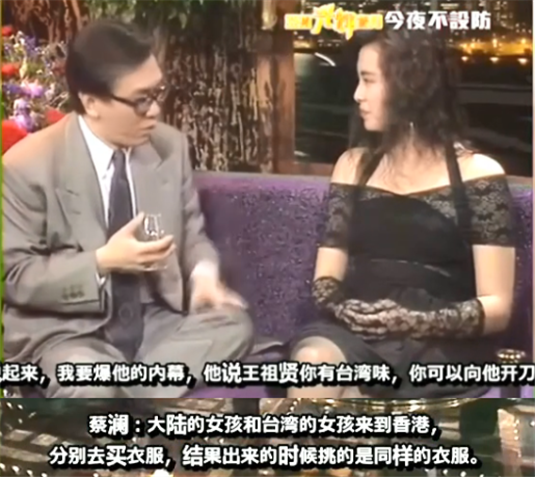 今夜不設防
起来，我要爆他的内幕，他说王祖贤你有台湾味，你可以向他开刀
蔡澜：大陆的女孩和台湾的女孩来到香港，
分别去买衣服，结果出来的时候挑的是同样的衣服。